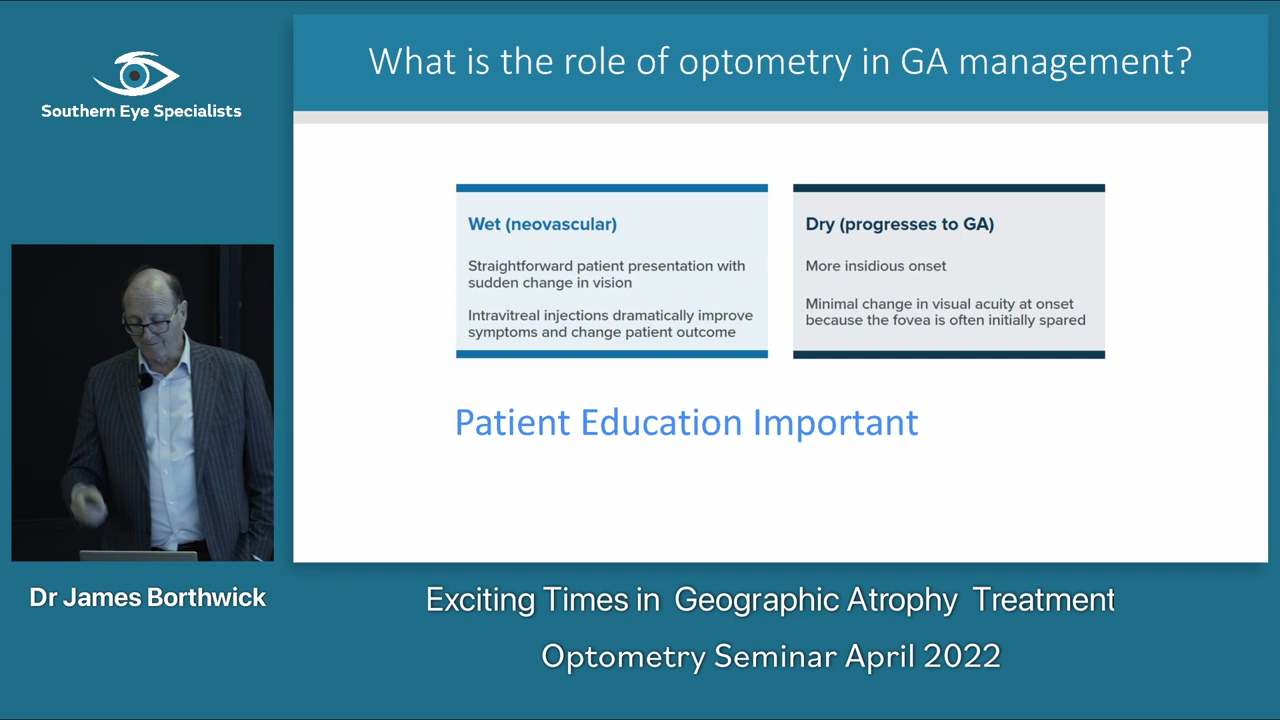 Southern Eye Specialists
What is the role of optometry in GA management?
Wet (neovascular)
Straightforward patient presentation with
sudden change in vision
Intravitreal injections dramatically improve
symptoms and change patient outcome
Dry (progresses to GA)
More insidious onset
Minimal change in visual acuity at onset
because the fovea is often initially spared
Patient Education Important
Dr James Borthwick
Exciting Times in Geographic Atrophy Treatment
Optometry Seminar April 2022